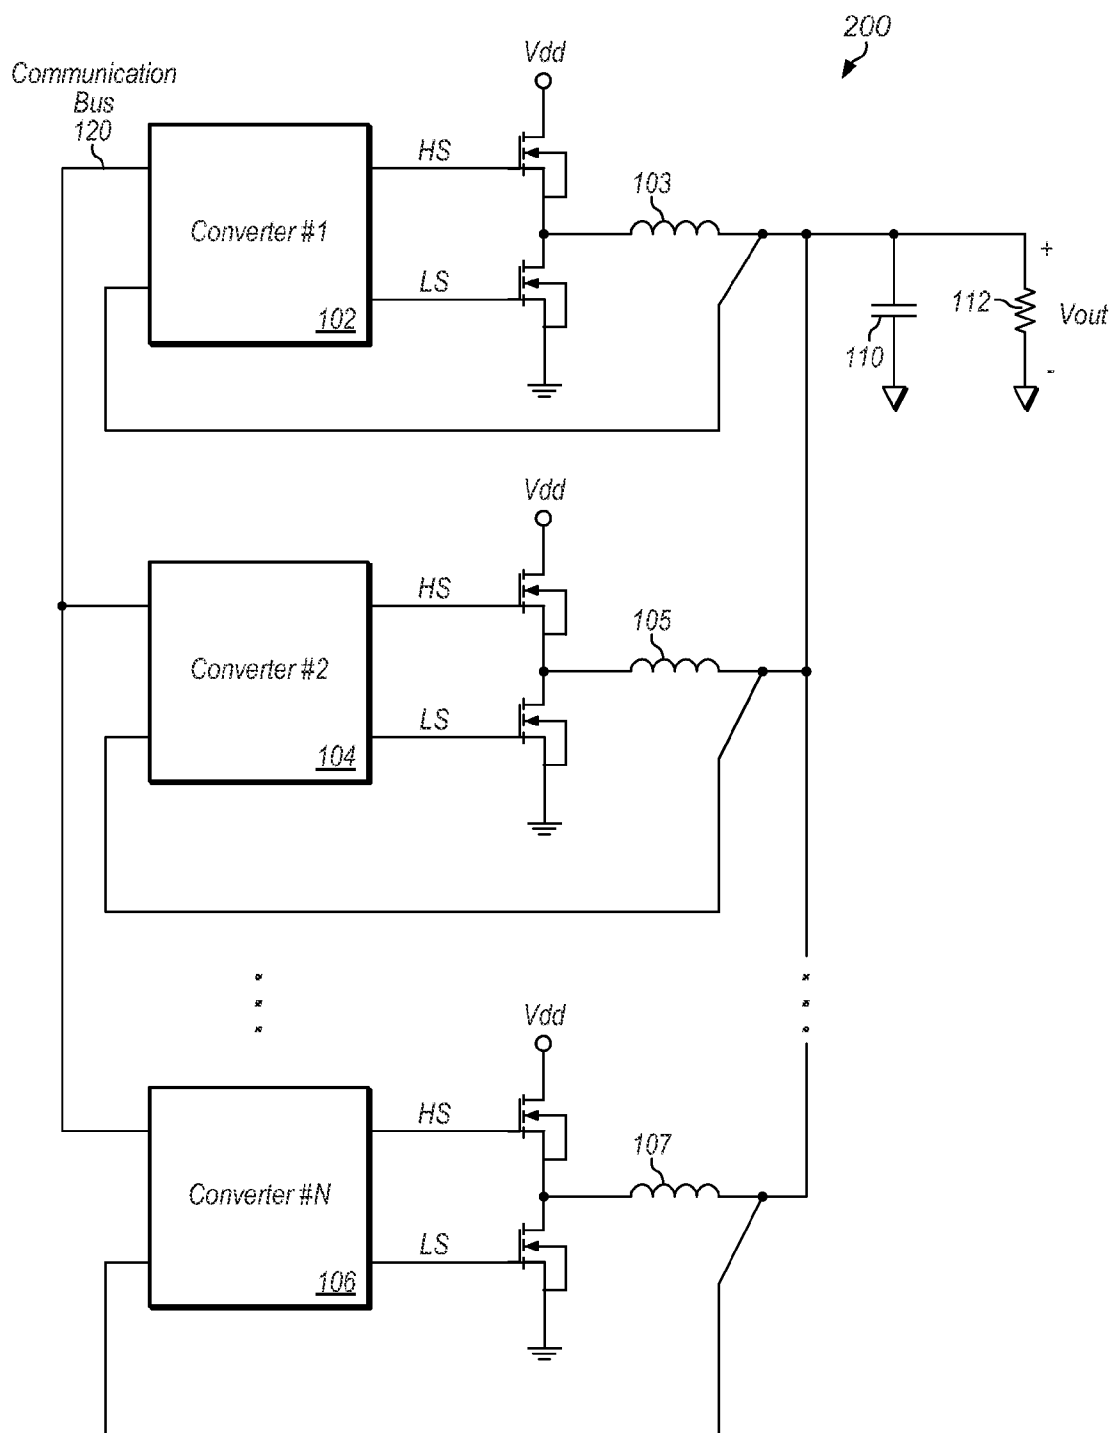 200
Communication
Bus
120
Vdd
HS
103
Converter #1
LS
102
+
112
Vout
110
-
Vdd
HS
105
Converter #2
LS
104
Vdd
HS
107
Converter #N
LS
106